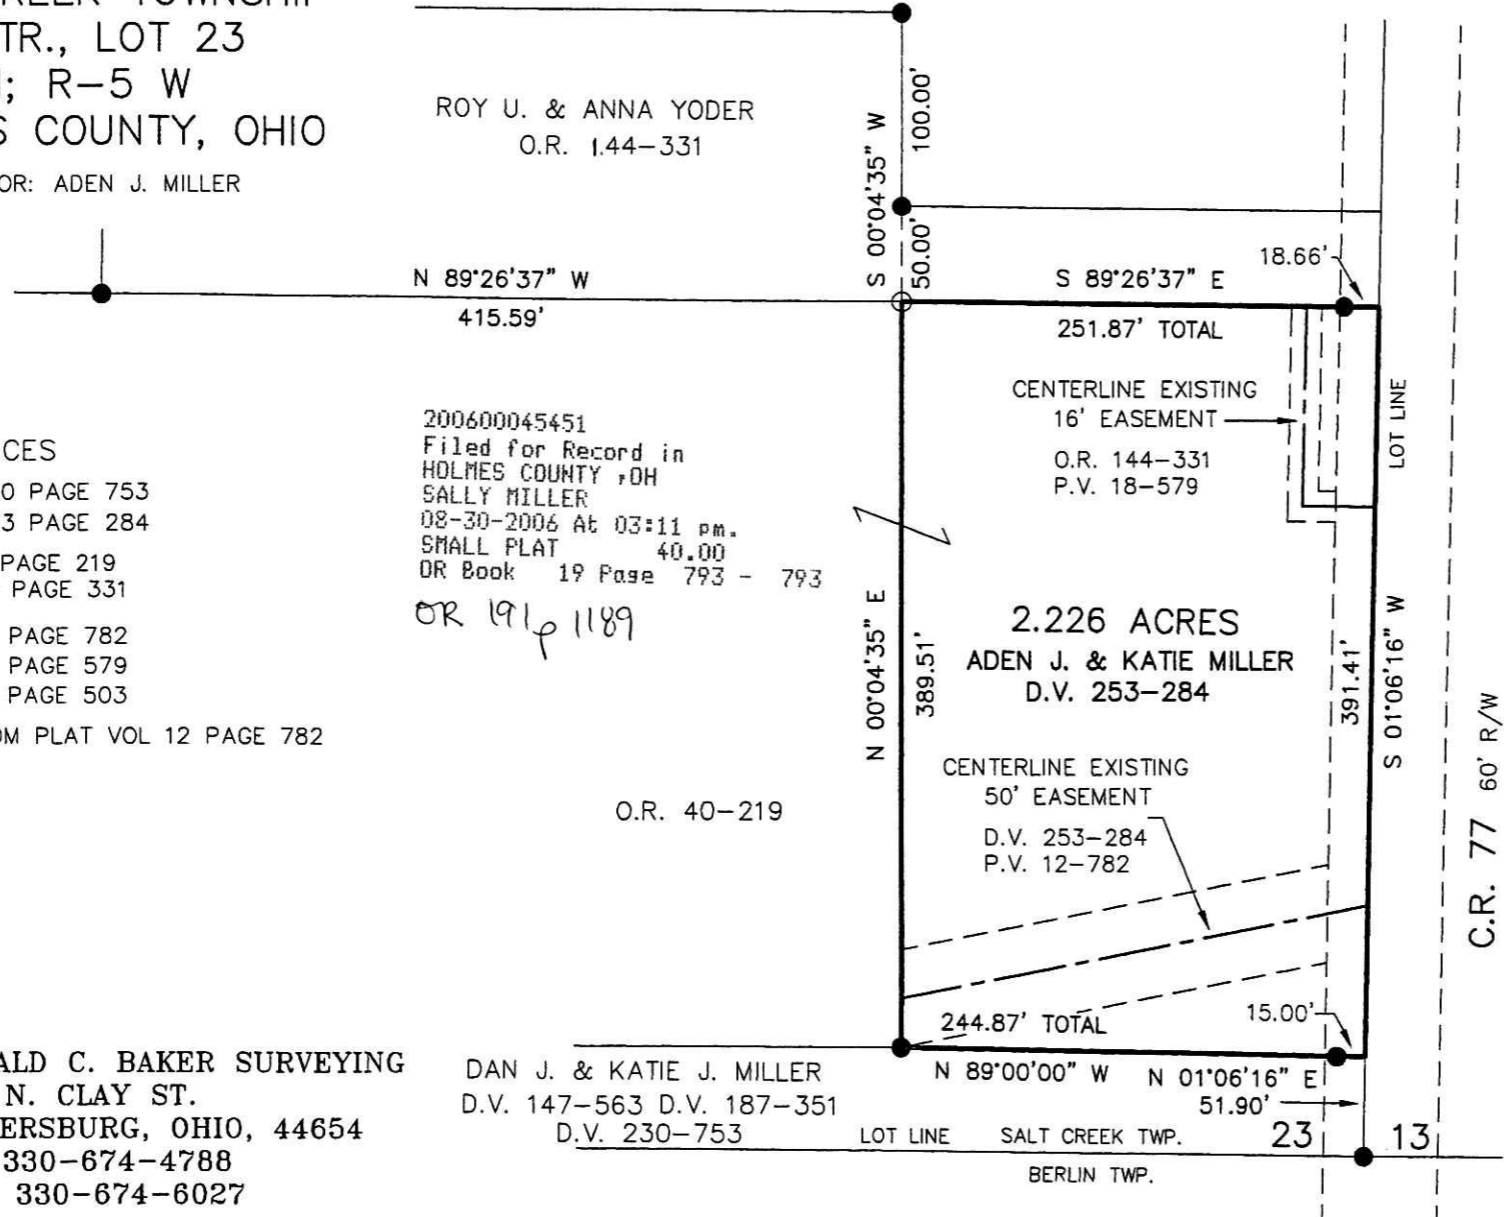 TR., LOT 23
R-5 W
COUNTY, OHIO
OR: ADEN J. MILLER
ROY U. & ANNA YODER
O.R. 144-331
S 00°04'35" W
100.00'
50.00'
N 89°26'37" W
415.59'
S 89°26'37" E
18.66'
251.87' TOTAL
CENTERLINE EXISTING
16' EASEMENT
O.R. 144-331
P.V. 18-579
LOT LINE
CES
0 PAGE 753
3 PAGE 284
PAGE 219
PAGE 331
PAGE 782
PAGE 579
PAGE 503
OM PLAT VOL 12 PAGE 782
200600045451
Filed for Record in
HOLMES COUNTY ,OH
SALLY MILLER
08-30-2006 At 03:11 pm.
SMALL PLAT 40.00
OR Book 19 Page 793 - 793
OR 191 p 1189
N 00°04'35" E
389.51'
2.226 ACRES
ADEN J. & KATIE MILLER
D.V. 253-284
391.41'
S 01°06'16" W
C.R. 77 60' R/W
O.R. 40-219
CENTERLINE EXISTING
50' EASEMENT
D.V. 253-284
P.V. 12-782
244.87' TOTAL
15.00'
N 89°00'00" W
N 01°06'16" E
51.90'
ALD C. BAKER SURVEYING
N. CLAY ST.
ERSBURG, OHIO, 44654
330-674-4788
330-674-6027
DAN J. & KATIE J. MILLER
D.V. 147-563 D.V. 187-351
D.V. 230-753
LOT LINE SALT CREEK TWP. 23 13
BERLIN TWP.